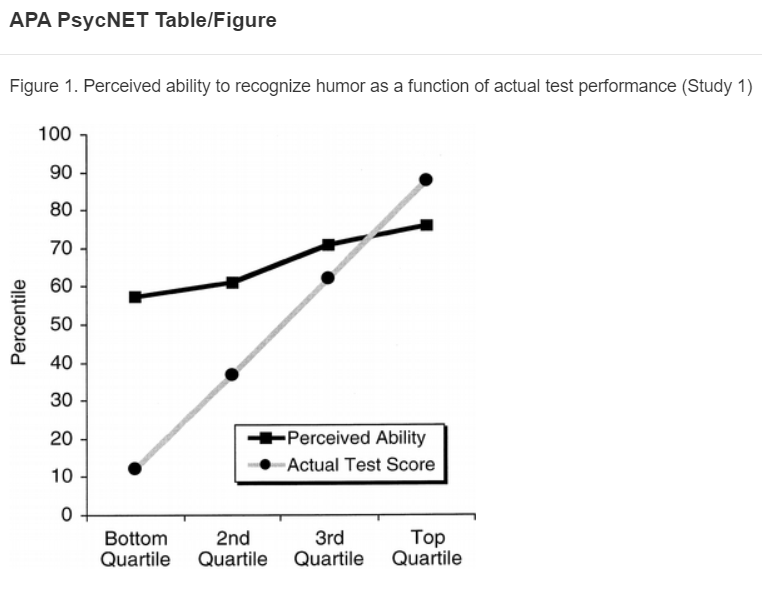 APA PsycNET Table/Figure
Figure 1. Perceived ability to recognize humor as a function of actual test performance (Study 1)
100
90
80
70
60
50
40
30
20
10
0
Percentile
Perceived Ability
Actual Test Score
Bottom Quartile
2nd Quartile
3rd Quartile
Top Quartile